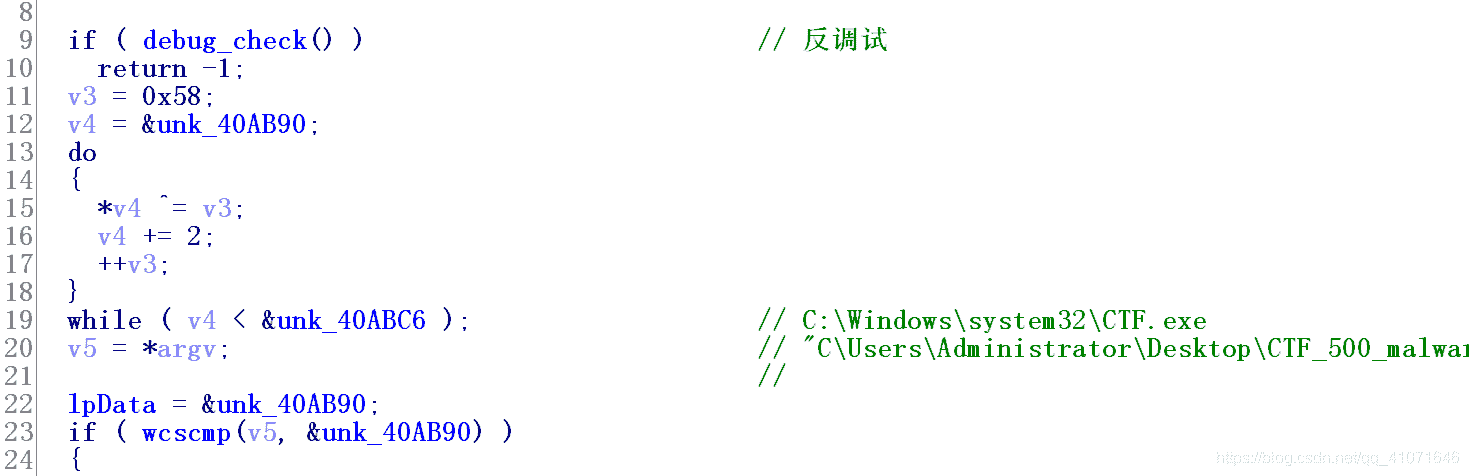 8
9 if ( debug_check() ) // 反调试
10 return -1;
11 v3 = 0x58;
12 v4 = &unk_40AB90;
13 do
14 {
15 *v4 ^= v3;
16 v4 += 2;
17 ++v3;
18 }
19 while ( v4 < &unk_40ABC6 ); // C:\Windows\system32\CTF.exe
20 v5 = *argv; // "C\Users\Administrator\Desktop\CTF_500_malwar
21 //
22 lpData = &unk_40AB90;
23 if ( wcscmp(v5, &unk_40AB90) )
24 {
https://blog.csdn.net/qq_41071646